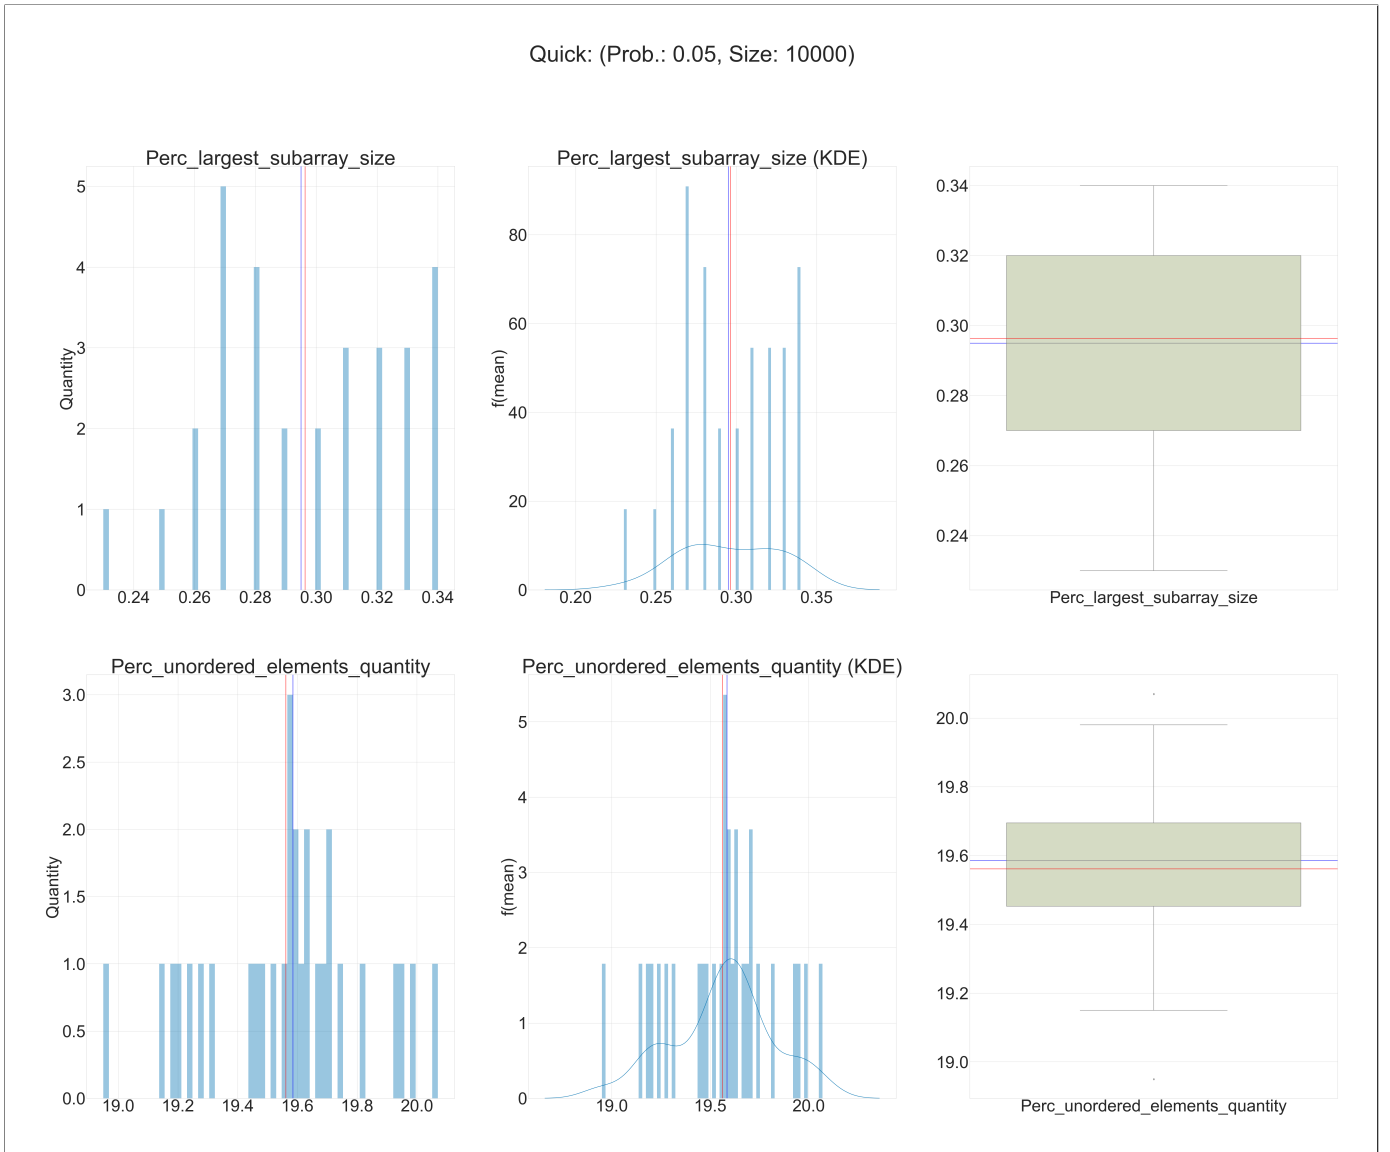 Quick: (Prob.: 0.05, Size: 10000)
Perc_largest_subarray_size
Quantity
5
4
3
2
1
0
0.24 0.26 0.28 0.30 0.32 0.34
Perc_largest_subarray_size (KDE)
f(mean)
80
60
40
20
0
0.20 0.25 0.30 0.35
0.34
0.32
0.30
0.28
0.26
0.24
Perc_largest_subarray_size
Perc_unordered_elements_quantity
Quantity
3.0
2.5
2.0
1.5
1.0
0.5
0.0
19.0 19.2 19.4 19.6 19.8 20.0
Perc_unordered_elements_quantity (KDE)
f(mean)
5
4
3
2
1
0
19.0 19.5 20.0
20.0
19.8
19.6
19.4
19.2
19.0
Perc_unordered_elements_quantity